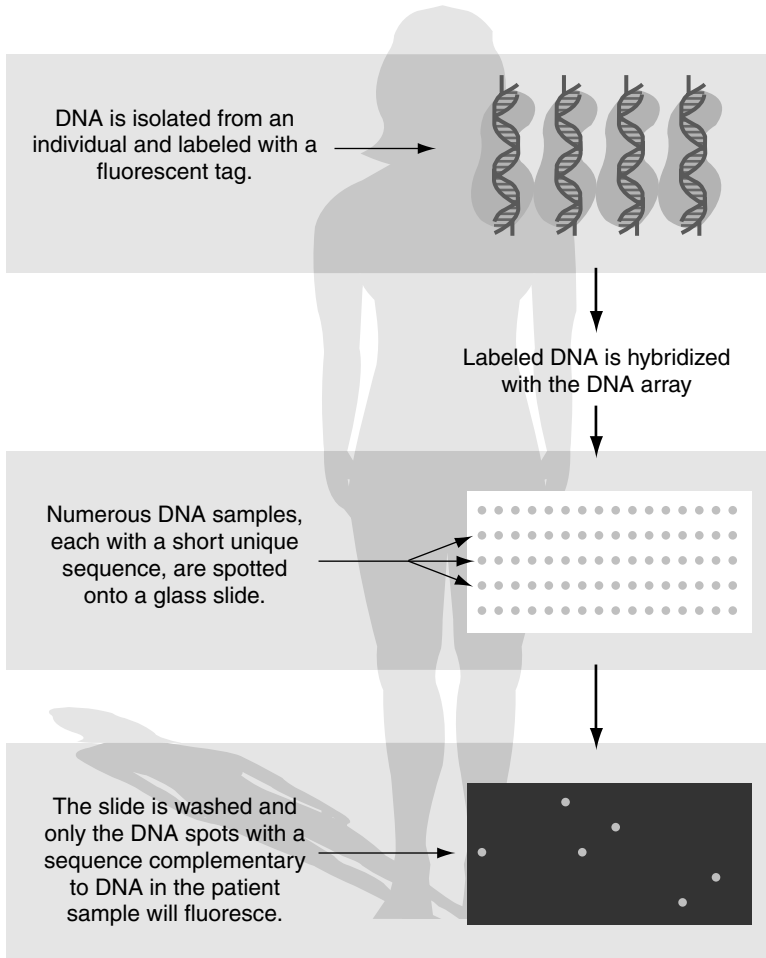 DNA is isolated from an
individual and labeled with a
fluorescent tag.
Labeled DNA is hybridized
with the DNA array
Numerous DNA samples,
each with a short unique
sequence, are spotted
onto a glass slide.
The slide is washed and
only the DNA spots with a
sequence complementary
to DNA in the patient
sample will fluoresce.